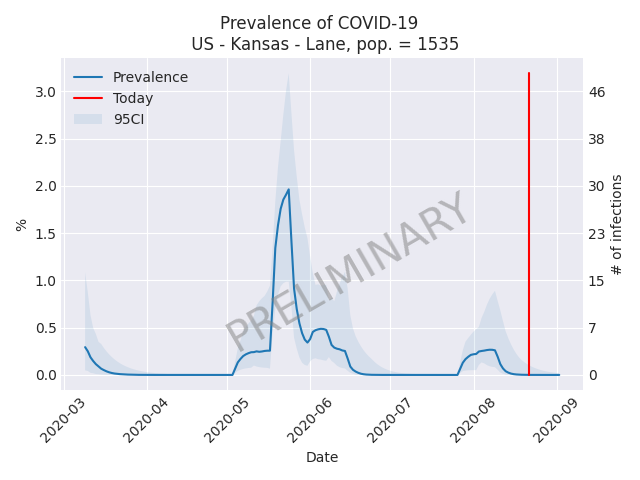 Prevalence of COVID-19
US - Kansas - Lane, pop. = 1535
Prevalence
Today
95CI
3.0
2.5
2.0
1.5
1.0
0.5
0.0
%
46
38
30
23
15
7
0
# of infections
PRELIMINARY
2020-03
2020-04
2020-05
2020-06
2020-07
2020-08
2020-09
Date